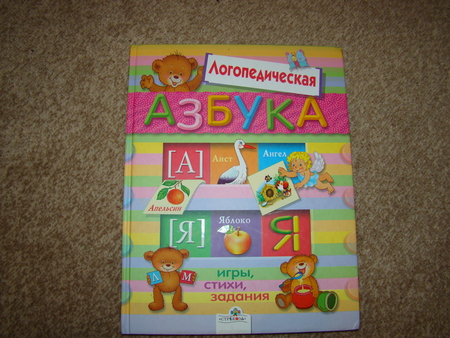 Логопедическая
АЗБУКА
[А] Аист Ангел
Апельсин
[Я] Яблоко Я
Л М
игры,
стихи,
задания